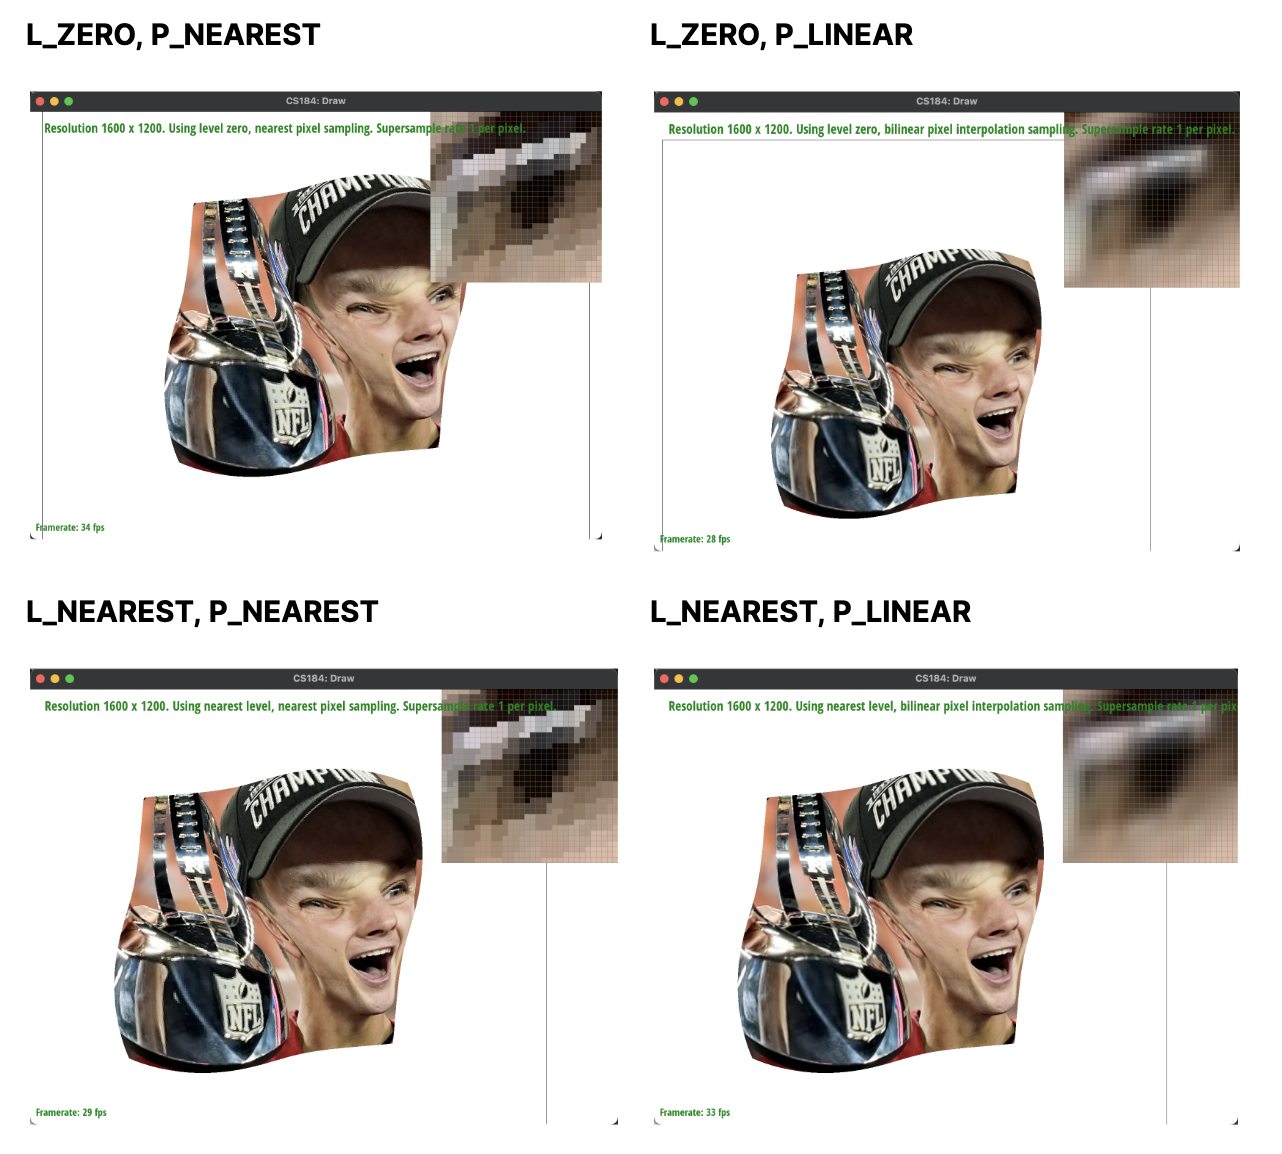 L_ZERO, P_NEAREST
L_ZERO, P_LINEAR
CS184: Draw
Resolution 1600 x 1200. Using level zero, nearest pixel sampling. Supersample rate 1 per pixel.
CHAMPION
NFL
Framerate: 34 fps
CS184: Draw
Resolution 1600 x 1200. Using level zero, bilinear pixel interpolation sampling. Supersample rate 1 per pixel.
CHAMPION
NFL
Framerate: 28 fps
L_NEAREST, P_NEAREST
L_NEAREST, P_LINEAR
CS184: Draw
Resolution 1600 x 1200. Using nearest level, nearest pixel sampling. Supersample rate 1 per pixel.
CHAMPION
NFL
Framerate: 29 fps
CS184: Draw
Resolution 1600 x 1200. Using nearest level, bilinear pixel interpolation sampling. Supersample rate 1 per pix
CHAMPION
NFL
Framerate: 33 fps